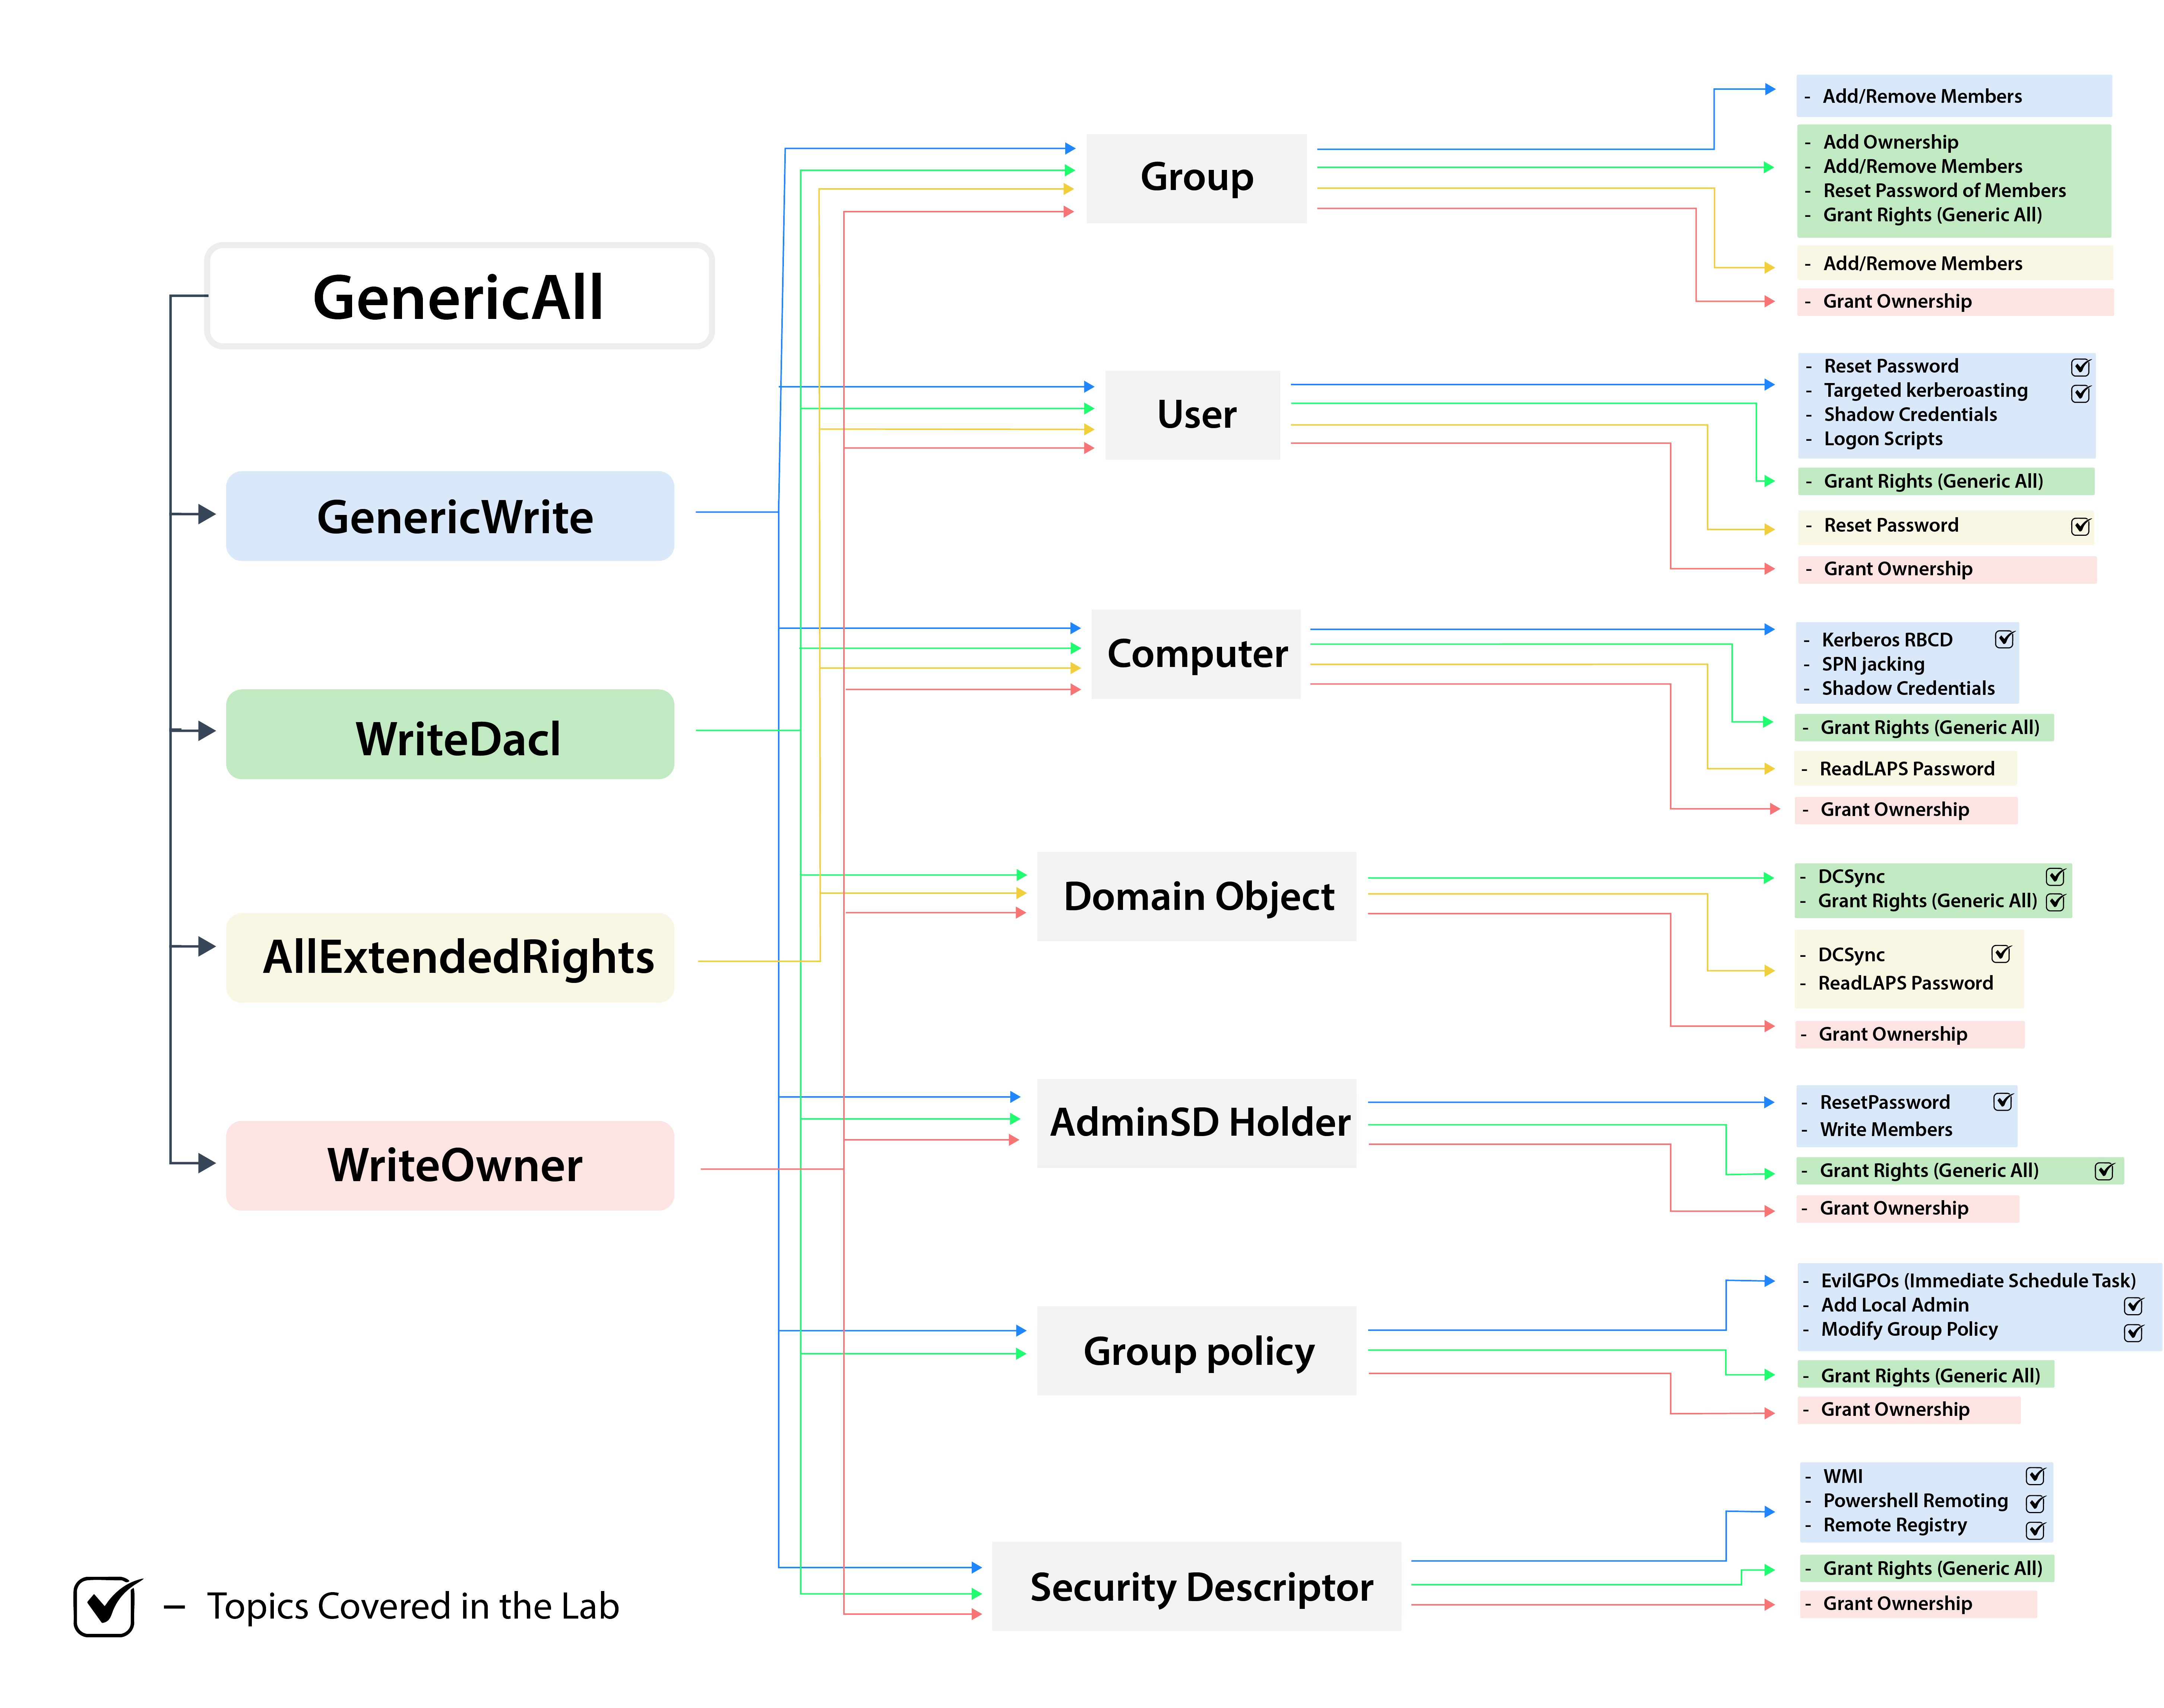 GenericAll
GenericWrite
WriteDacl
AllExtendedRights
WriteOwner
– Topics Covered in the Lab
Group
- Add/Remove Members
- Add Ownership
- Add/Remove Members
- Reset Password of Members
- Grant Rights (Generic All)
- Add/Remove Members
- Grant Ownership
User
- Reset Password
- Targeted kerberoasting
- Shadow Credentials
- Logon Scripts
- Grant Rights (Generic All)
- Reset Password
- Grant Ownership
Computer
- Kerberos RBCD
- SPN jacking
- Shadow Credentials
- Grant Rights (Generic All)
- ReadLAPS Password
- Grant Ownership
Domain Object
- DCSync
- Grant Rights (Generic All)
- DCSync
- ReadLAPS Password
- Grant Ownership
AdminSD Holder
- ResetPassword
- Write Members
- Grant Rights (Generic All)
- Grant Ownership
Group policy
- EvilGPOs (Immediate Schedule Task)
- Add Local Admin
- Modify Group Policy
- Grant Rights (Generic All)
- Grant Ownership
Security Descriptor
- WMI
- Powershell Remoting
- Remote Registry
- Grant Rights (Generic All)
- Grant Ownership